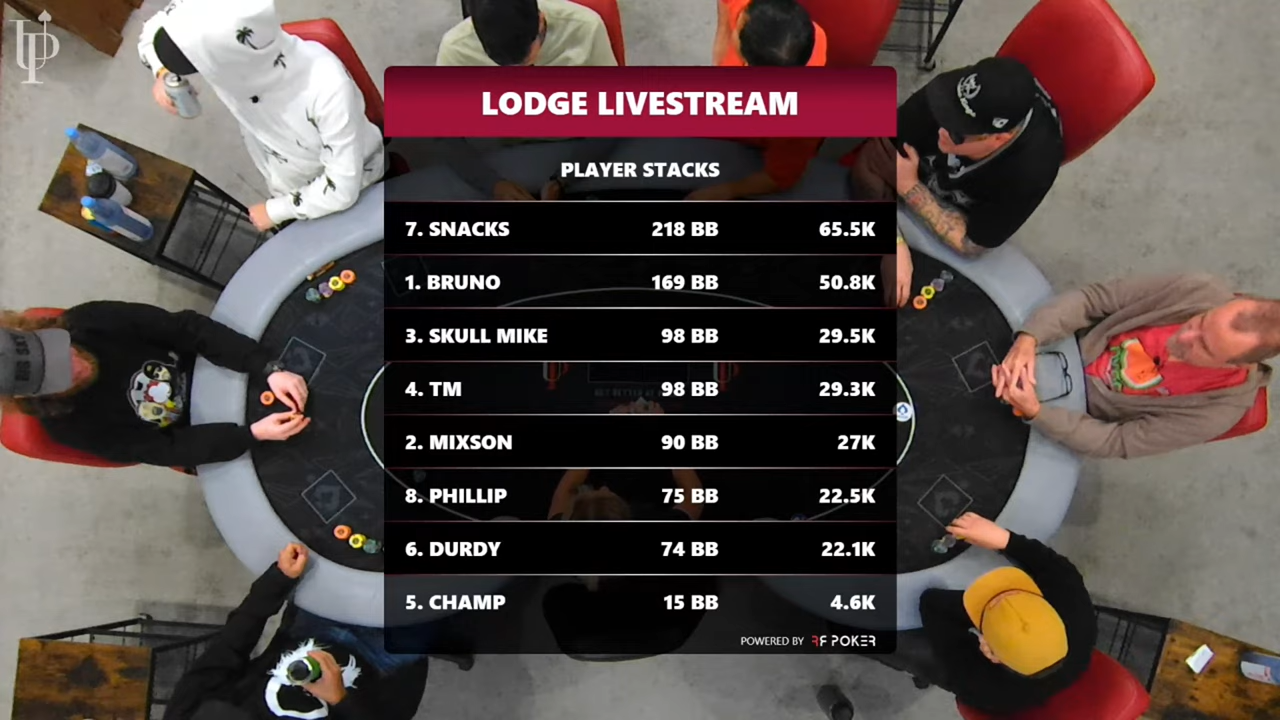 LODGE LIVESTREAM
PLAYER STACKS
7. SNACKS 218 BB 65.5K
1. BRUNO 169 BB 50.8K
3. SKULL MIKE 98 BB 29.5K
4. TM 98 BB 29.3K
2. MIXSON 90 BB 27K
8. PHILLIP 75 BB 22.5K
6. DURDY 74 BB 22.1K
5. CHAMP 15 BB 4.6K
POWERED BY RF POKER